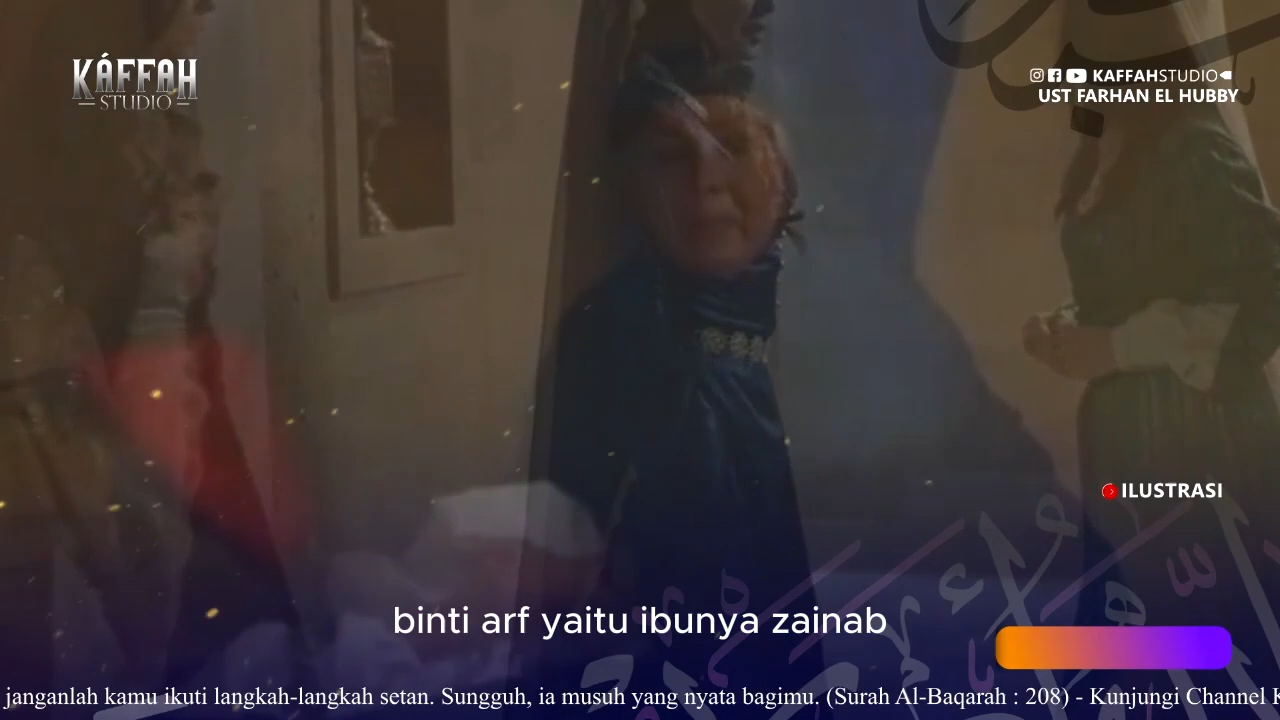 KÁFFAH
STUDIO
KAFFAHSTUDIO
UST FARHAN EL HUBBY
ILUSTRASI
binti arf yaitu ibunya zainab
janganlah kamu ikuti langkah-langkah setan. Sungguh, ia musuh yang nyata bagimu. (Surah Al-Baqarah : 208) - Kunjungi Channel